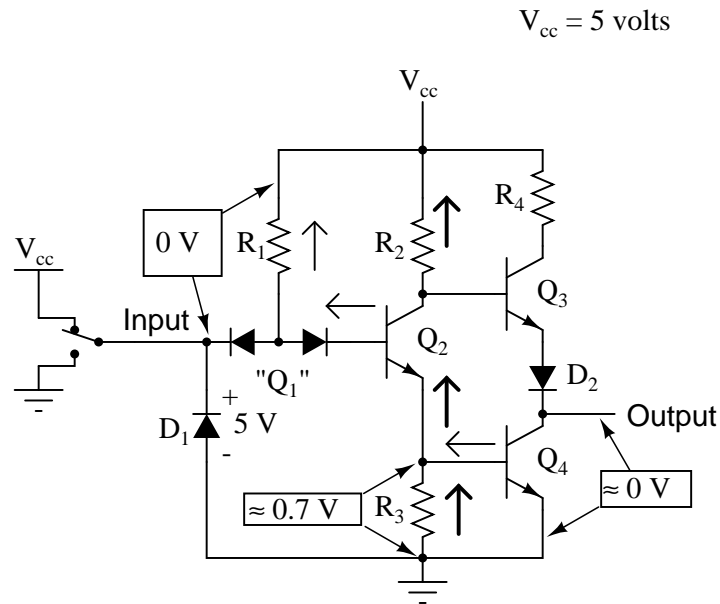 V_cc = 5 volts
V_cc
R_4
0 V
R_1
R_2
V_cc
Q_3
Input
Q_2
"Q_1"
D_2
+
D_1
5 V
Output
-
Q_4
≈ 0.7 V
R_3
≈ 0 V